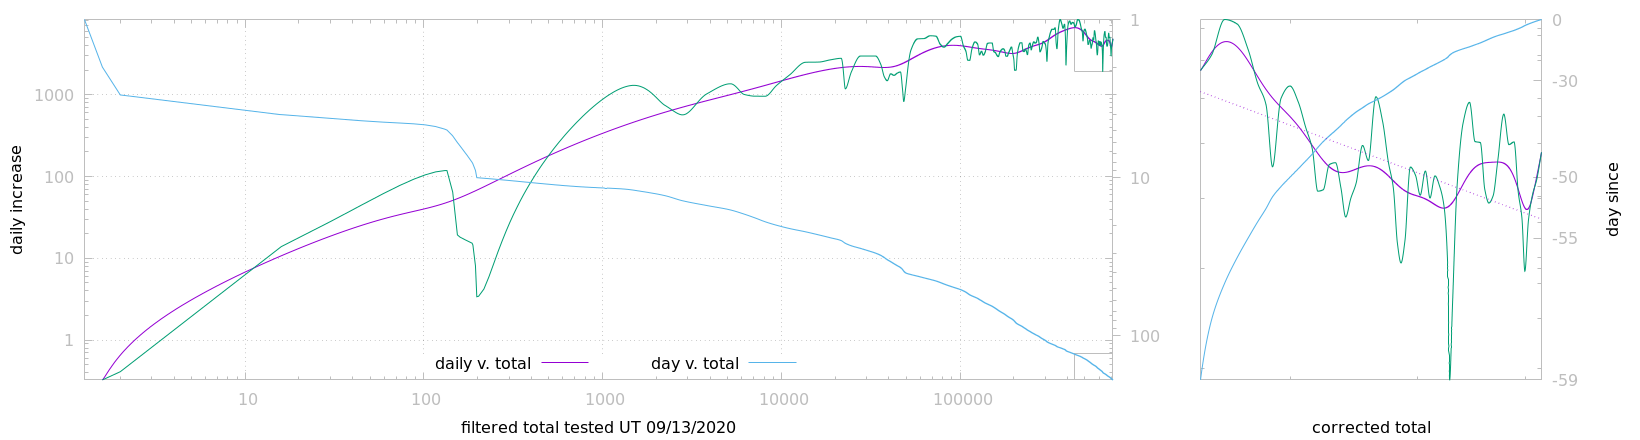 daily increase
1000
100
10
1
10
100
1000
10000
100000
1
10
100
daily v. total
day v. total
filtered total tested UT 09/13/2020
0
-30
-50
-55
-59
day since
corrected total